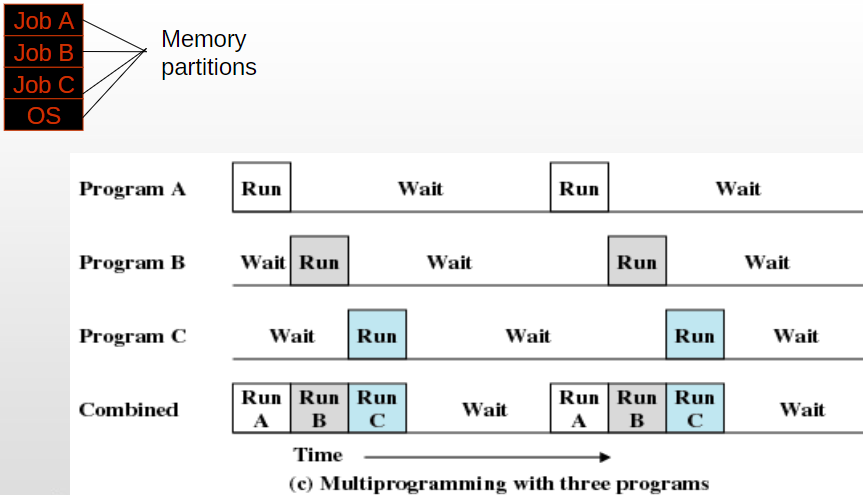 Job A
Job B
Job C
OS
Memory
partitions
Program A Run Wait Run Wait
Program B Wait Run Wait Run Wait
Program C Wait Run Wait Run Wait
Combined Run A Run B Run C Wait Run A Run B Run C Wait
Time
(c) Multiprogramming with three programs